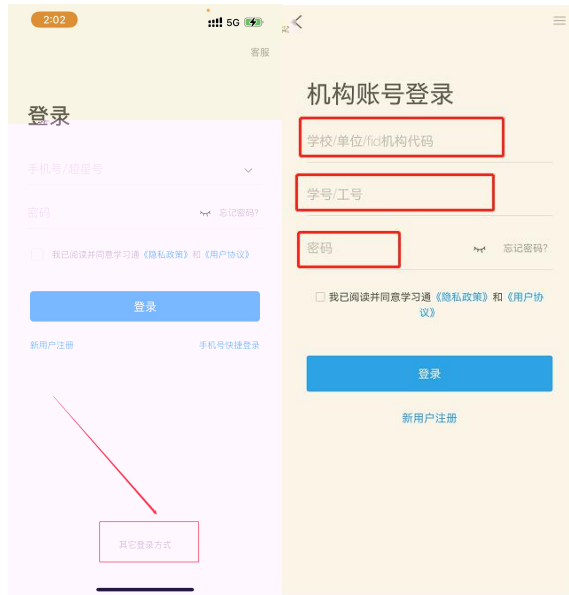 2:02
5G
客服
登录
手机号/超星号
密码
忘记密码?
我已阅读并同意学习通《隐私政策》和《用户协议》
登录
新用户注册
手机号快捷登录
其它登录方式
机构账号登录
学校/单位/fid机构代码
学号/工号
密码
忘记密码?
我已阅读并同意学习通《隐私政策》和《用户协
议》
登录
新用户注册